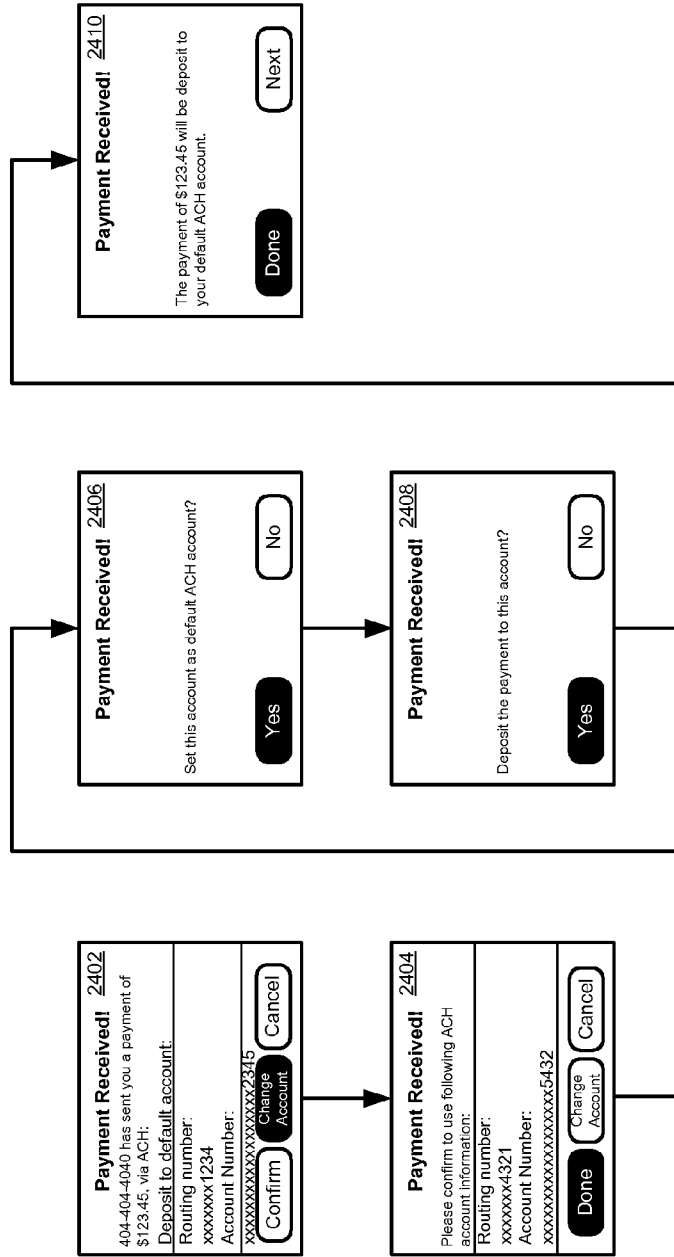 Payment Received! 2402
404-404-4040 has sent you a payment of
$123.45, via ACH:
Deposit to default account:
Routing number:
xxxxxxx1234
Account Number:
xxxxxxxxxxxxxxxxxxxx2345
Confirm
Change
Account
Cancel
Payment Received! 2404
Please confirm to use following ACH
account information:
Routing number:
xxxxxxx4321
Account Number:
xxxxxxxxxxxxxxxxxxxx5432
Done
Change
Account
Cancel
Payment Received! 2406
Set this account as default ACH account?
Yes
No
Payment Received! 2408
Deposit the payment to this account?
Yes
No
Payment Received! 2410
The payment of $123.45 will be deposit to
your default ACH account.
Done
Next